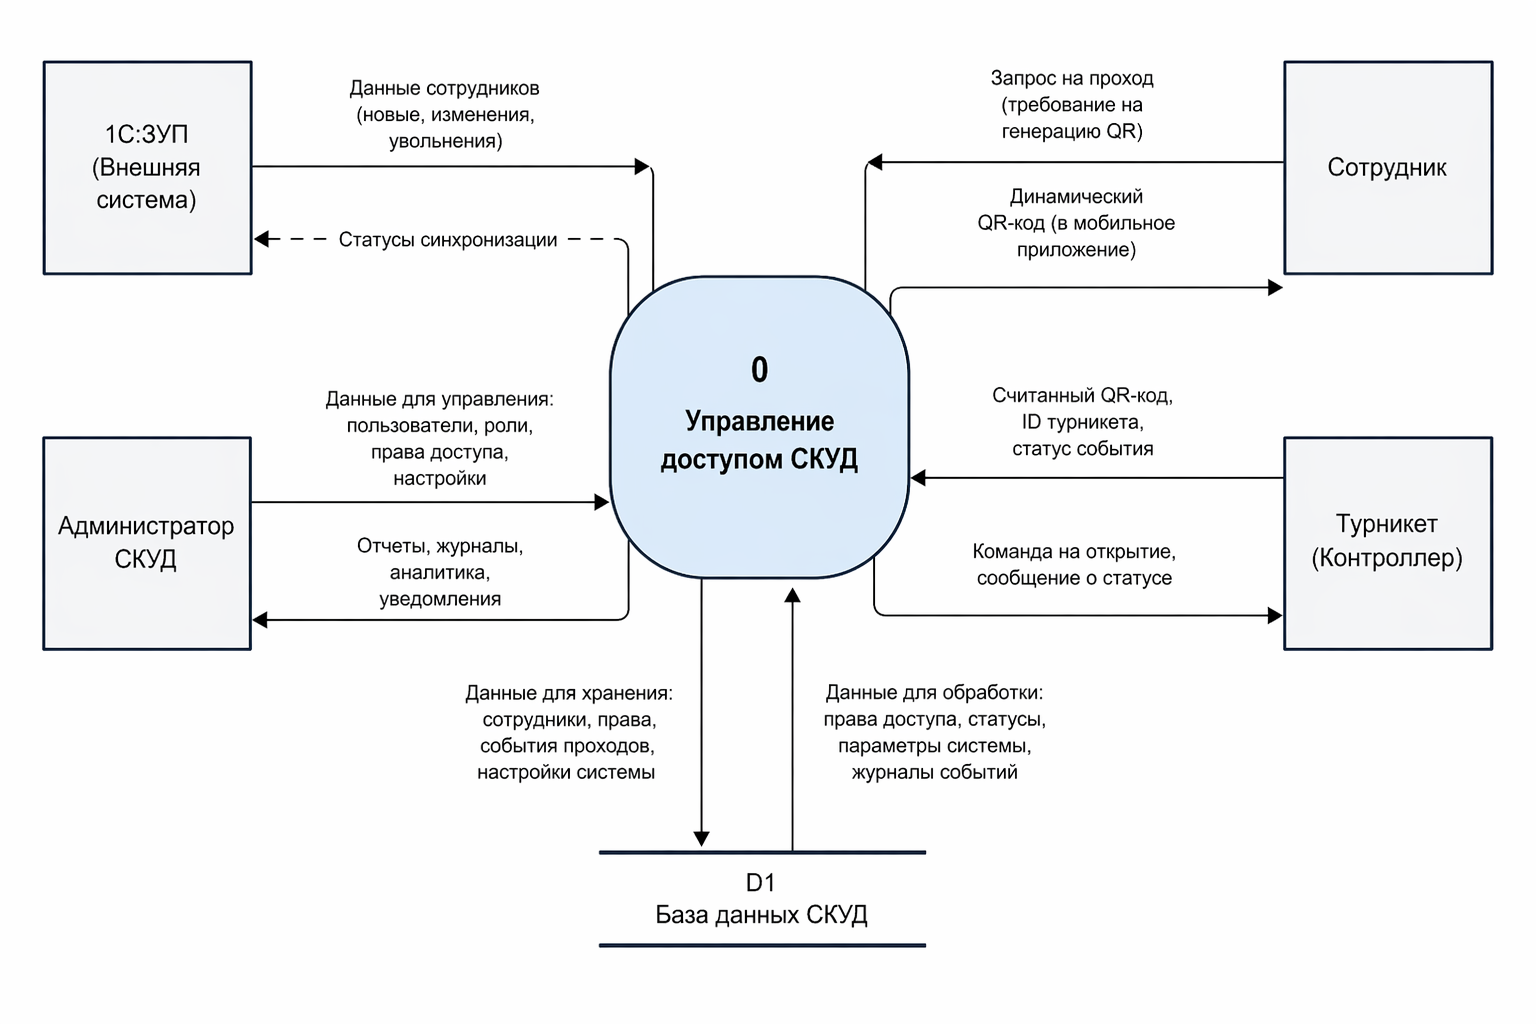 1С:ЗУП
(Внешняя
система)
Данные сотрудников
(новые, изменения,
увольнения)
Статусы синхронизации
Запрос на проход
(требование на
генерацию QR)
Динамический
QR-код (в мобильное
приложение)
Сотрудник
0
Управление
доступом СКУД
Администратор
СКУД
Данные для управления:
пользователи, роли,
права доступа,
настройки
Отчеты, журналы,
аналитика,
уведомления
Считанный QR-код,
ID турникета,
статус события
Команда на открытие,
сообщение о статусе
Турникет
(Контроллер)
Данные для хранения:
сотрудники, права,
события проходов,
настройки системы
Данные для обработки:
права доступа, статусы,
параметры системы,
журналы событий
D1
База данных СКУД